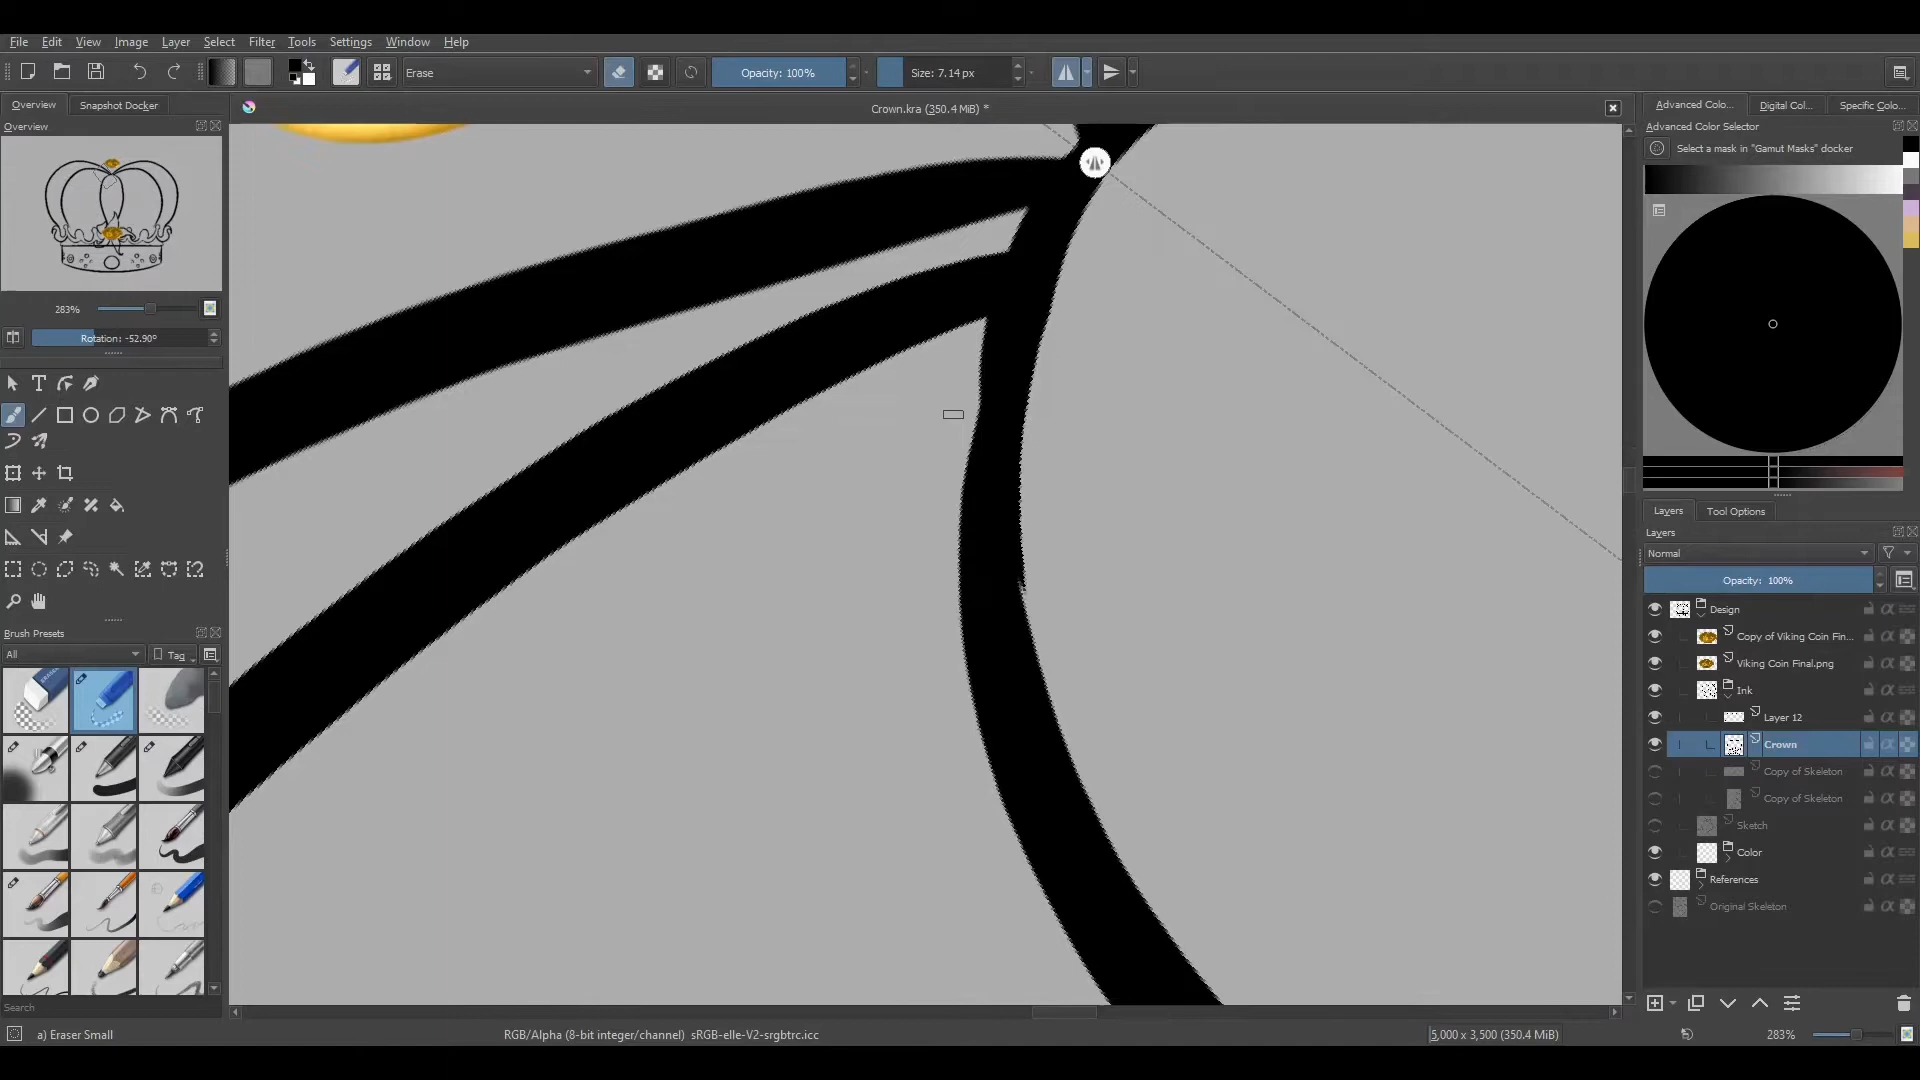 File Edit View Image Layer Select Filter Tools Settings Window Help
Erase Opacity: 100% Size: 7.14 px
Overview Snapshot Docker Crown.kra (350.4 MiB) * Advanced Colo... Digital Col... Specific Colo...
Overview Advanced Color Selector
Select a mask in "Gamut Masks" docker
283%
Rotation: -52.90°
Layers Tool Options
Layers
Normal
Opacity: 100%
Design
Copy of Viking Coin Fin...
Viking Coin Final.png
Ink
Layer 12
Crown
Copy of Skeleton
Copy of Skeleton
Sketch
Color
References
Original Skeleton
Brush Presets
All Tag
Search
a) Eraser Small RGB/Alpha (8-bit integer/channel) sRGB-elle-V2-srgbtrc.icc 5,000 x 3,500 (350.4 MiB) 283%